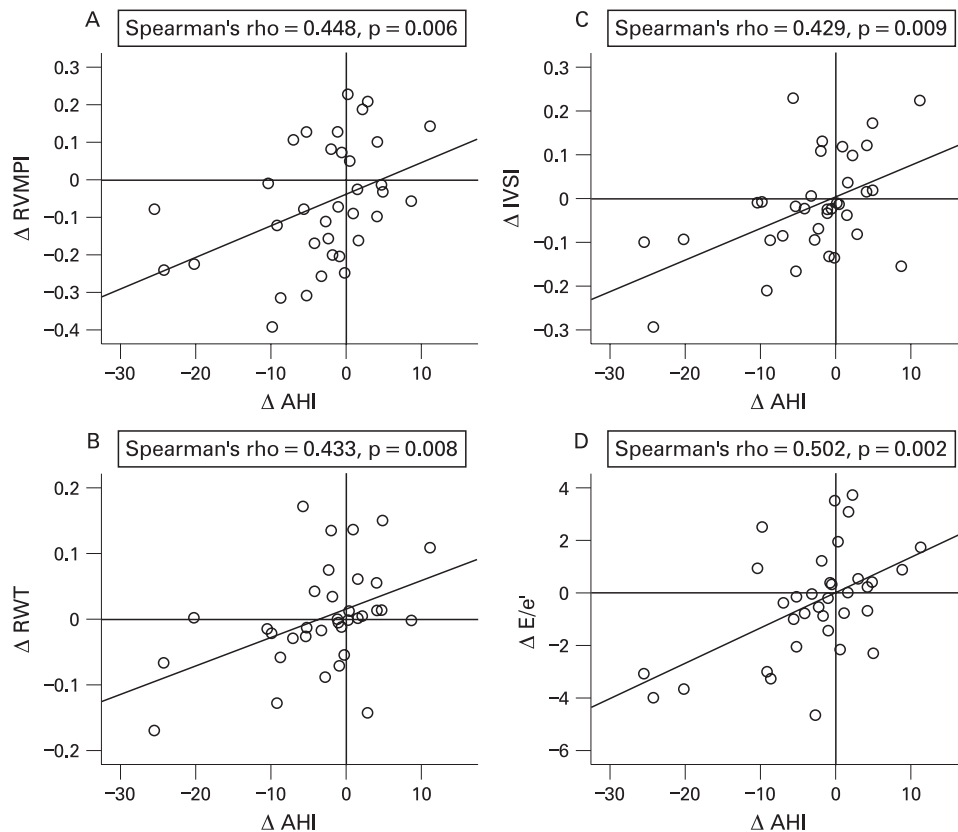 A
Spearman's rho = 0.448, p = 0.006
0.3
0.2
0.1
0
−0.1
−0.2
−0.3
−0.4
Δ RVMPI
−30 −20 −10 0 10
Δ AHI
C
Spearman's rho = 0.429, p = 0.009
0.3
0.2
0.1
0
−0.1
−0.2
−0.3
Δ IVSI
−30 −20 −10 0 10
Δ AHI
B
Spearman's rho = 0.433, p = 0.008
0.2
0.1
0
−0.1
−0.2
Δ RWT
−30 −20 −10 0 10
Δ AHI
D
Spearman's rho = 0.502, p = 0.002
4
2
0
−2
−4
−6
Δ E/e'
−30 −20 −10 0 10
Δ AHI